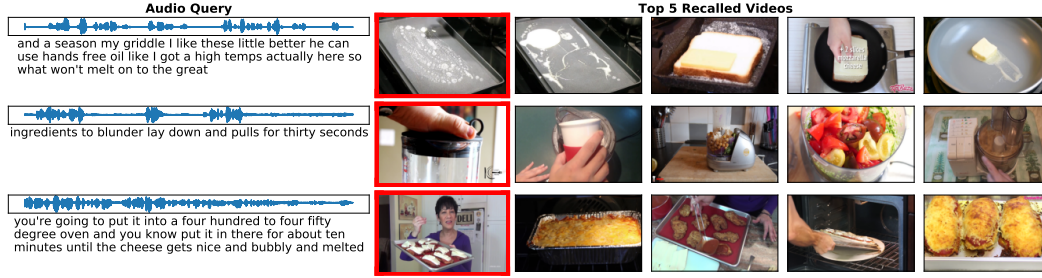 Audio Query
Top 5 Recalled Videos
and a season my griddle I like these little better he can
use hands free oil like I got a high temps actually here so
what won't melt on to the great
ingredients to blunder lay down and pulls for thirty seconds
you're going to put it into a four hundred to four fifty
degree oven and you know put it in there for about ten
minutes until the cheese gets nice and bubbly and melted
DELI